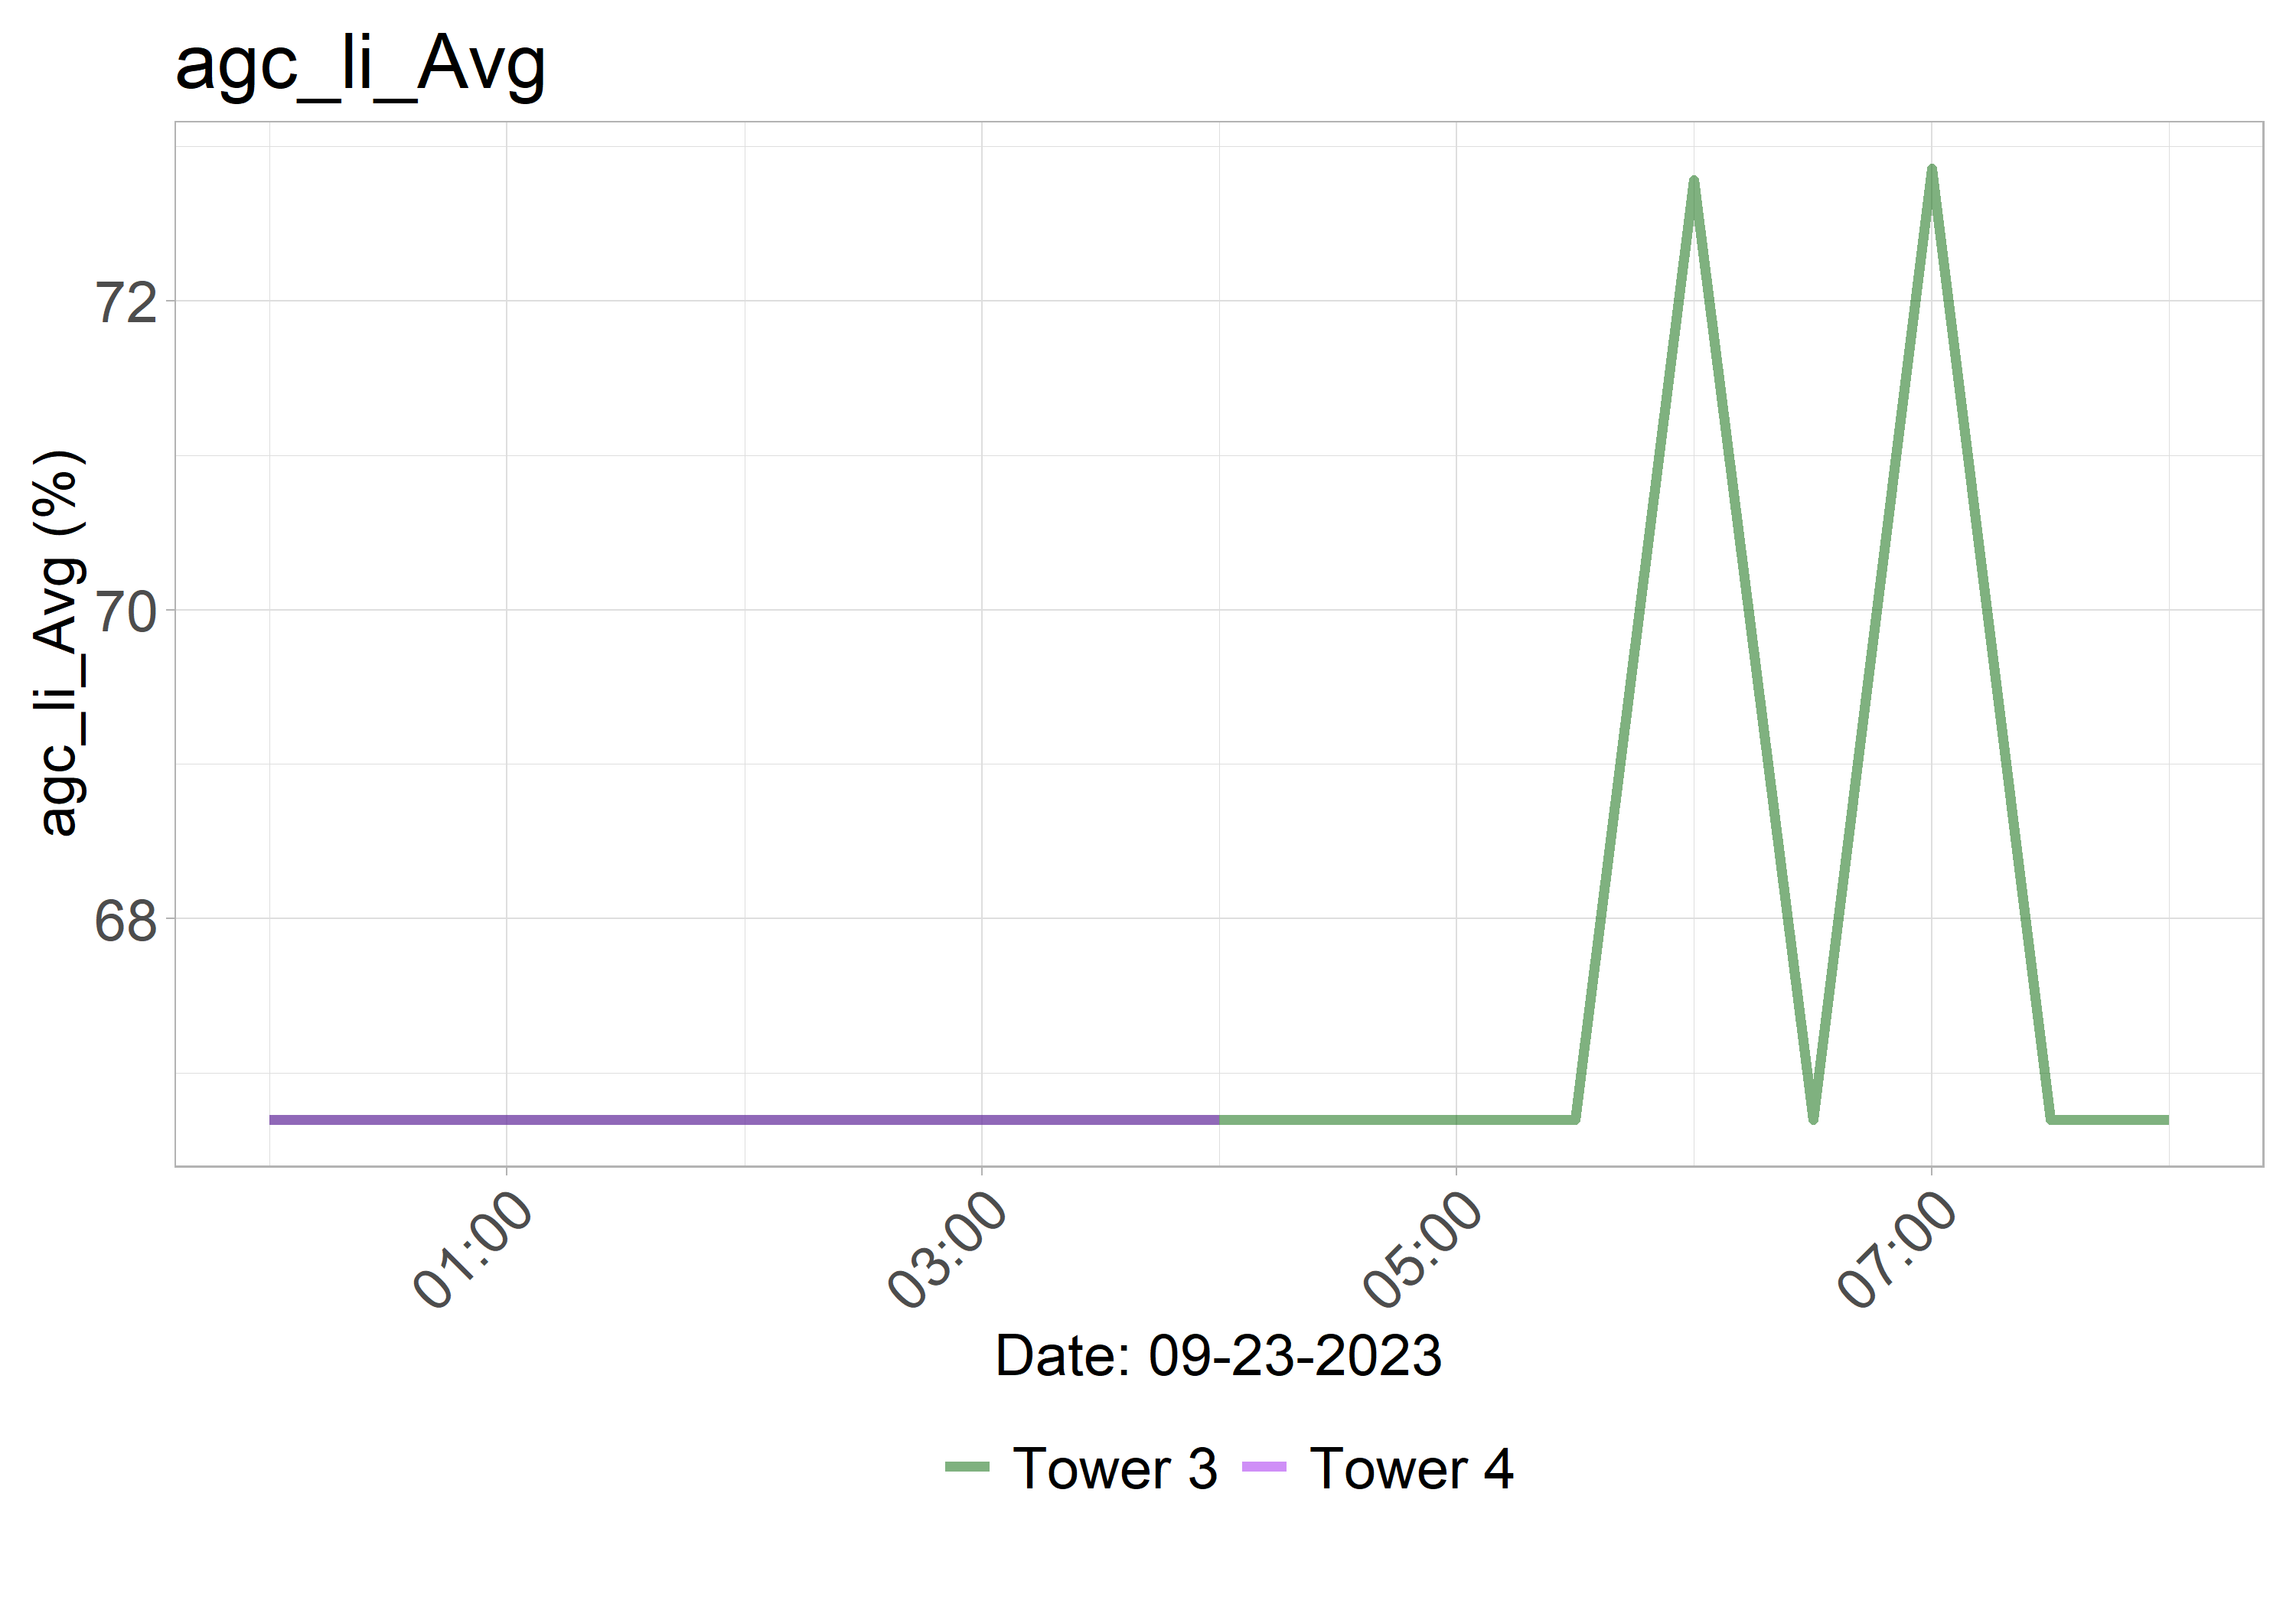 agc_li_Avg
agc_li_Avg (%)
72
70
68
01:00 03:00 05:00 07:00
Date: 09-23-2023
Tower 3 Tower 4